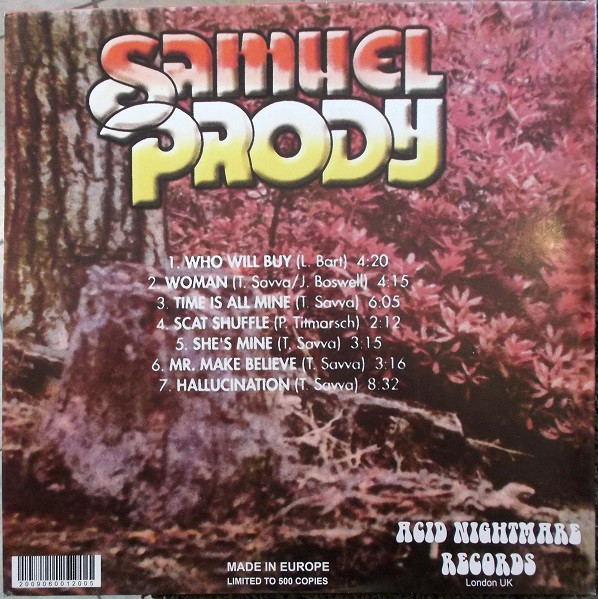 Samuel
Prody
1. WHO WILL BUY (L. Bart) 4:20
2. WOMAN (T. Savva/J. Boswell) 4:15
3. TIME IS ALL MINE (T. Savva) 6:05
4. SCAT SHUFFLE (P. Titmarsch) 2:12
5. SHE'S MINE (T, Savva) 3:15
6. MR. MAKE BELIEVE (T. Savva) 3:16
7. HALLUCINATION (T. Savva) 8:32
ACID NIGHTMARE
RECORDS
London UK
MADE IN EUROPE
LIMITED TO 500 COPIES
2009060012005